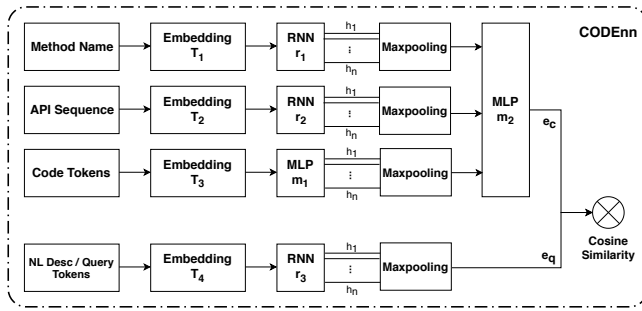 CODEnn
Method Name
Embedding
T1
RNN
r1
h1
⋮
hn
Maxpooling
API Sequence
Embedding
T2
RNN
r2
h1
⋮
hn
Maxpooling
Code Tokens
Embedding
T3
MLP
m1
h1
⋮
hn
Maxpooling
MLP
m2
ec
NL Desc / Query
Tokens
Embedding
T4
RNN
r3
h1
⋮
hn
Maxpooling
eq
Cosine
Similarity